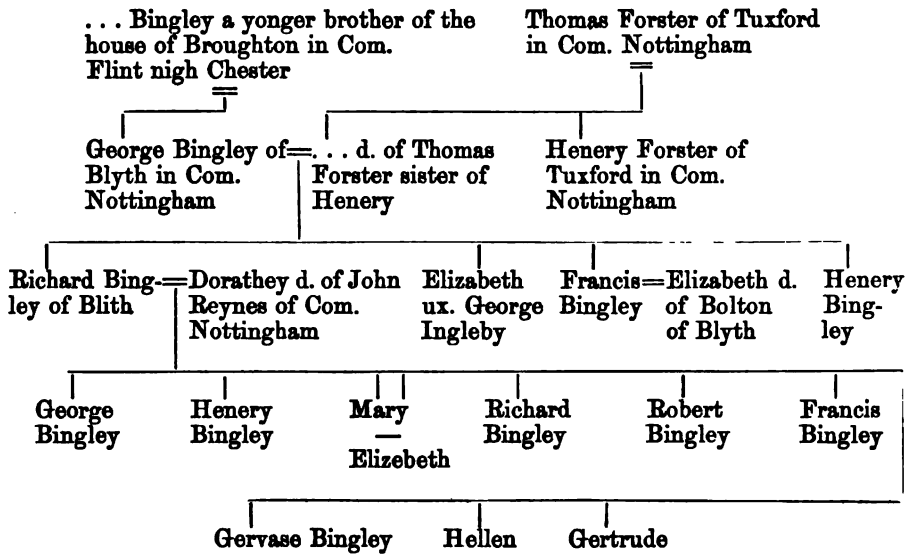 ... Bingley a yonger brother of the
house of Broughton in Com.
Flint nigh Chester
Thomas Forster of Tuxford
in Com. Nottingham
George Bingley of
Blyth in Com.
Nottingham
... d. of Thomas
Forster sister of
Henery
Henery Forster of
Tuxford in Com.
Nottingham
Richard Bing-
ley of Blith
Dorathey d. of John
Reynes of Com.
Nottingham
Elizabeth
ux. George
Ingleby
Francis
Bingley
Elizabeth d.
of Bolton
of Blyth
Henery
Bing-
ley
George
Bingley
Henery
Bingley
Mary
Elizebeth
Richard
Bingley
Robert
Bingley
Francis
Bingley
Gervase Bingley
Hellen
Gertrude